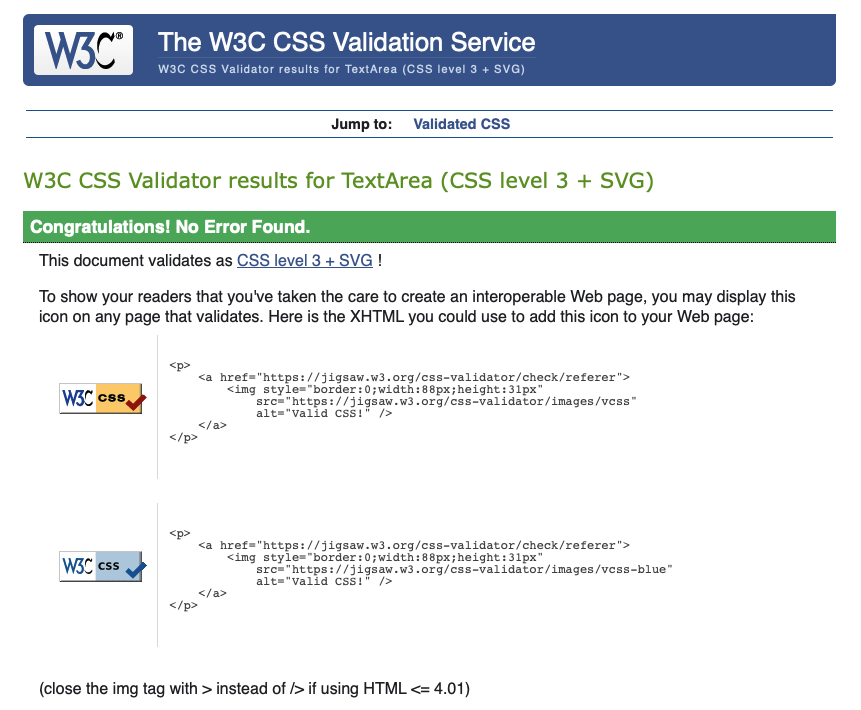 W3C®
The W3C CSS Validation Service
W3C CSS Validator results for TextArea (CSS level 3 + SVG)
Jump to: Validated CSS
W3C CSS Validator results for TextArea (CSS level 3 + SVG)
Congratulations! No Error Found.
This document validates as CSS level 3 + SVG !
To show your readers that you've taken the care to create an interoperable Web page, you may display this
icon on any page that validates. Here is the XHTML you could use to add this icon to your Web page:
W3C css
<p>
    <a href="https://jigsaw.w3.org/css-validator/check/referer">
        <img style="border:0;width:88px;height:31px"
            src="https://jigsaw.w3.org/css-validator/images/vcss"
            alt="Valid CSS!" />
    </a>
</p>
W3C css
<p>
    <a href="https://jigsaw.w3.org/css-validator/check/referer">
        <img style="border:0;width:88px;height:31px"
            src="https://jigsaw.w3.org/css-validator/images/vcss-blue"
            alt="Valid CSS!" />
    </a>
</p>
(close the img tag with > instead of /> if using HTML <= 4.01)